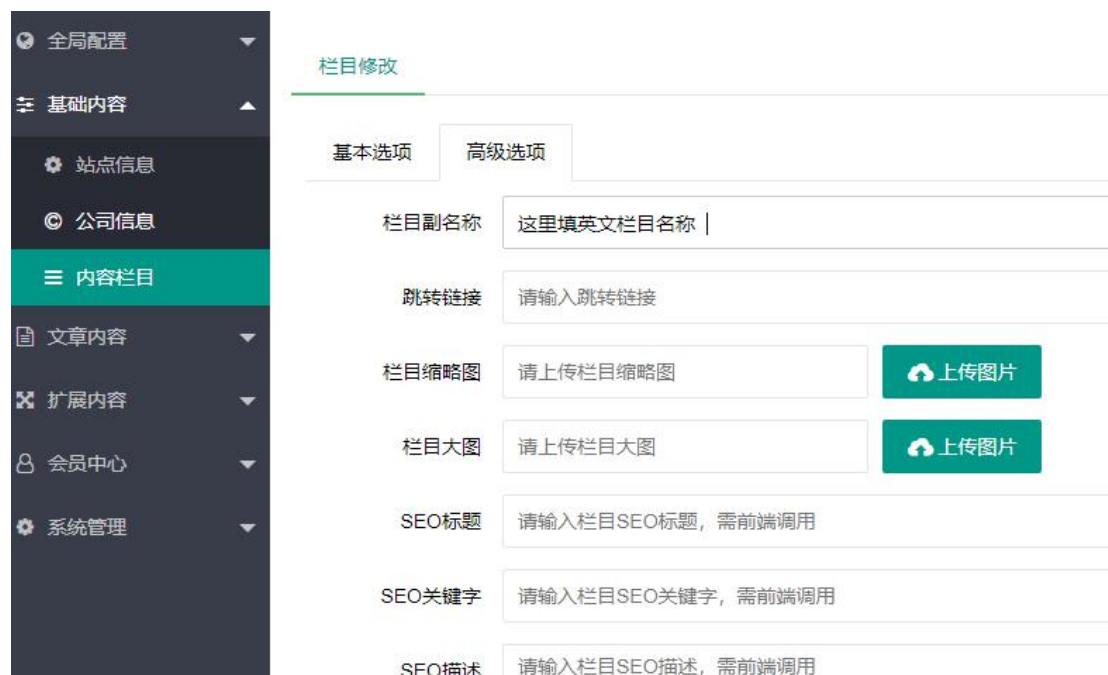 全局配置
基础内容
站点信息
公司信息
内容栏目
文章内容
扩展内容
会员中心
系统管理
栏目修改
基本选项 高级选项
栏目副名称 这里填英文栏目名称
跳转链接 请输入跳转链接
栏目缩略图 请上传栏目缩略图 上传图片
栏目大图 请上传栏目大图 上传图片
SEO标题 请输入栏目SEO标题，需前端调用
SEO关键字 请输入栏目SEO关键字，需前端调用
SEO描述 请输入栏目SEO描述，需前端调用